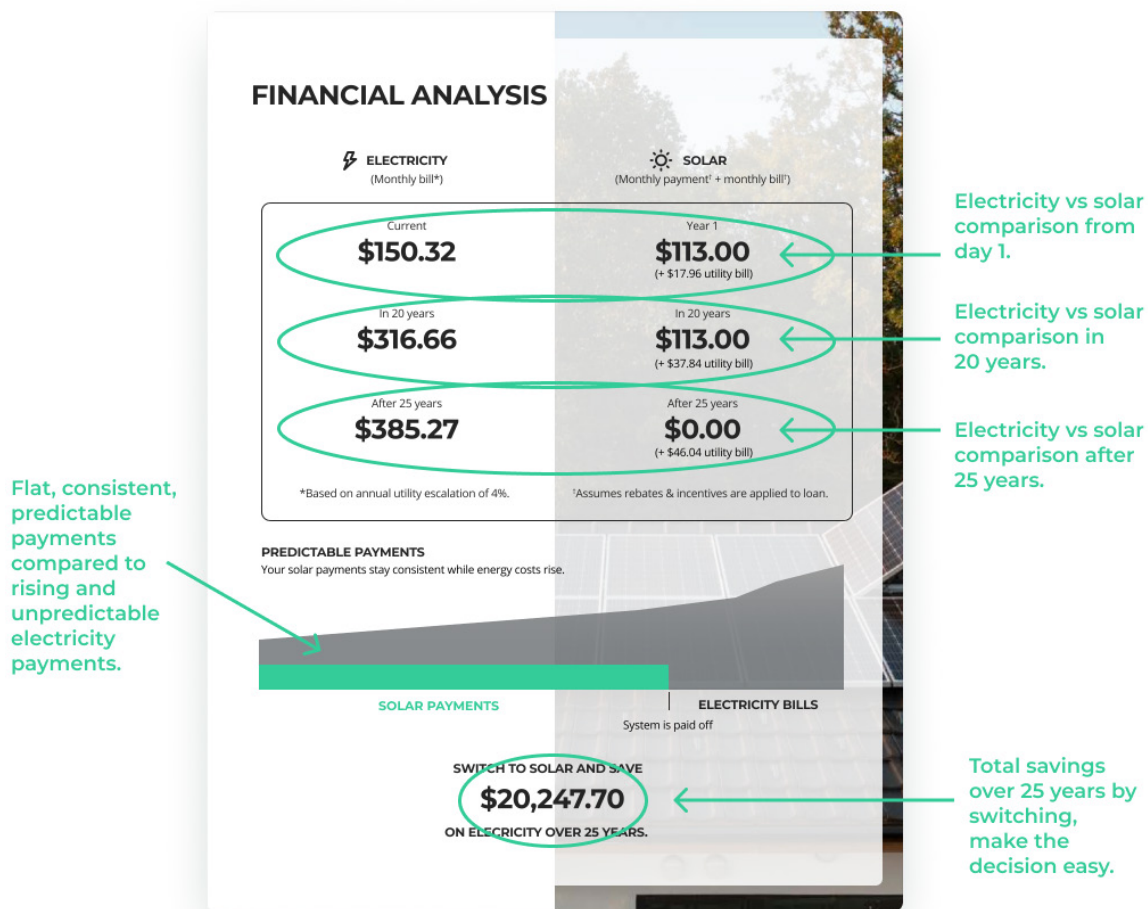 FINANCIAL ANALYSIS
ELECTRICITY
(Monthly bill*)
SOLAR
(Monthly payment† + monthly bill†)
Current
$150.32
Year 1
$113.00
(+ $17.96 utility bill)
Electricity vs solar
comparison from
day 1.
In 20 years
$316.66
In 20 years
$113.00
(+ $37.84 utility bill)
Electricity vs solar
comparison in
20 years.
After 25 years
$385.27
After 25 years
$0.00
(+ $46.04 utility bill)
Electricity vs solar
comparison after
25 years.
*Based on annual utility escalation of 4%.
†Assumes rebates & incentives are applied to loan.
Flat, consistent,
predictable
payments
compared to
rising and
unpredictable
electricity
payments.
PREDICTABLE PAYMENTS
Your solar payments stay consistent while energy costs rise.
SOLAR PAYMENTS
ELECTRICITY BILLS
System is paid off
SWITCH TO SOLAR AND SAVE
$20,247.70
ON ELECRICITY OVER 25 YEARS.
Total savings
over 25 years by
switching,
make the
decision easy.